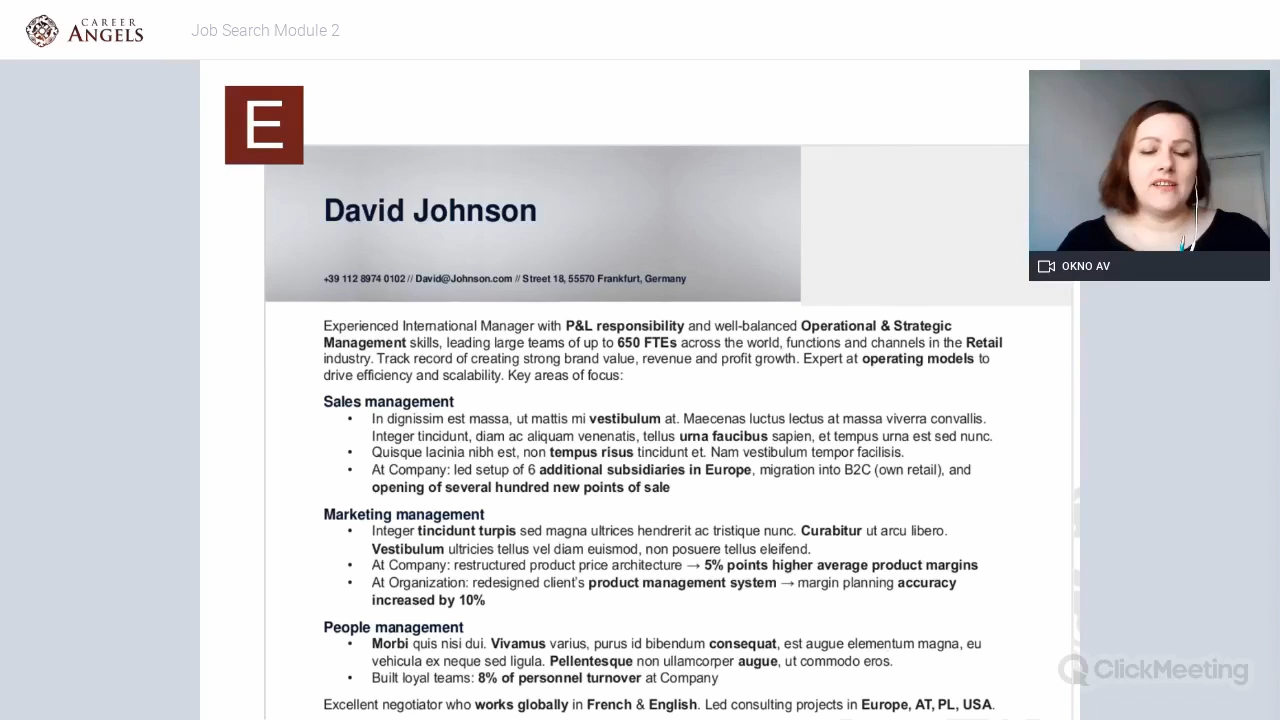 CAREER
ANGELS
Job Search Module 2
E
OKNO AV
David Johnson
+39 112 8974 0102 // David@Johnson.com // Street 18, 55570 Frankfurt, Germany
Experienced International Manager with P&L responsibility and well-balanced Operational & Strategic
Management skills, leading large teams of up to 650 FTEs across the world, functions and channels in the Retail
industry. Track record of creating strong brand value, revenue and profit growth. Expert at operating models to
drive efficiency and scalability. Key areas of focus:
Sales management
• In dignissim est massa, ut mattis mi vestibulum at. Maecenas luctus lectus at massa viverra convallis.
Integer tincidunt, diam ac aliquam venenatis, tellus urna faucibus sapien, et tempus urna est sed nunc.
• Quisque lacinia nibh est, non tempus risus tincidunt et. Nam vestibulum tempor facilisis.
• At Company: led setup of 6 additional subsidiaries in Europe, migration into B2C (own retail), and
opening of several hundred new points of sale
Marketing management
• Integer tincidunt turpis sed magna ultrices hendrerit ac tristique nunc. Curabitur ut arcu libero.
Vestibulum ultricies tellus vel diam euismod, non posuere tellus eleifend.
• At Company: restructured product price architecture → 5% points higher average product margins
• At Organization: redesigned client's product management system → margin planning accuracy
increased by 10%
People management
• Morbi quis nisi dui. Vivamus varius, purus id bibendum consequat, est augue elementum magna, eu
vehicula ex neque sed ligula. Pellentesque non ullamcorper augue, ut commodo eros.
• Built loyal teams: 8% of personnel turnover at Company
Excellent negotiator who works globally in French & English. Led consulting projects in Europe, AT, PL, USA.
ClickMeeting